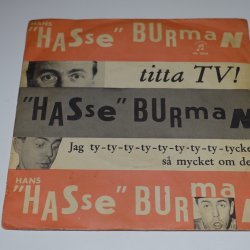 HANS
"HASSE" BURMAN
titta TV!
"HASSE" BURMAN
Jag ty-ty-ty-ty-ty-ty-ty-ty-tycke
så mycket om de
HANS
"HASSE" BURMAN